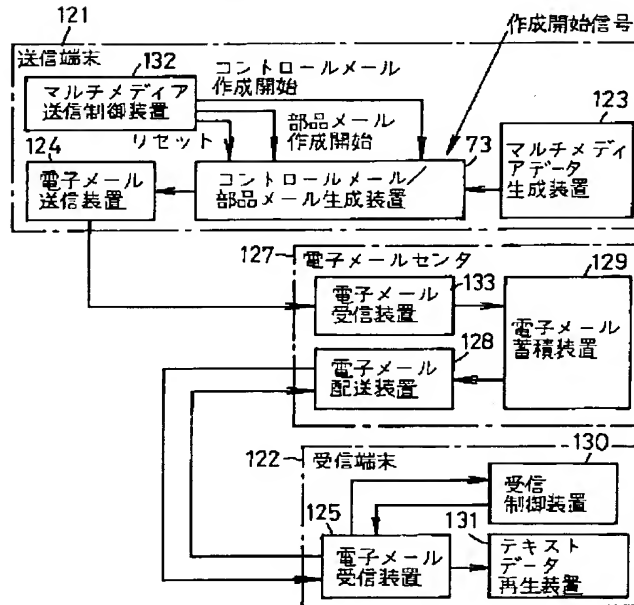 121
送信端末
作成開始信号
132
マルチメディア
送信制御装置
コントロールメール
作成開始
部品メール
作成開始
リセット
124
電子メール
送信装置
73
コントロールメール/
部品メール生成装置
123
マルチメディ
アデータ
生成装置
127
電子メールセンタ
133
電子メール
受信装置
129
電子メール
蓄積装置
128
電子メール
配送装置
122
受信端末
130
受信
制御装置
125
電子メール
受信装置
131
テキスト
データ
再生装置